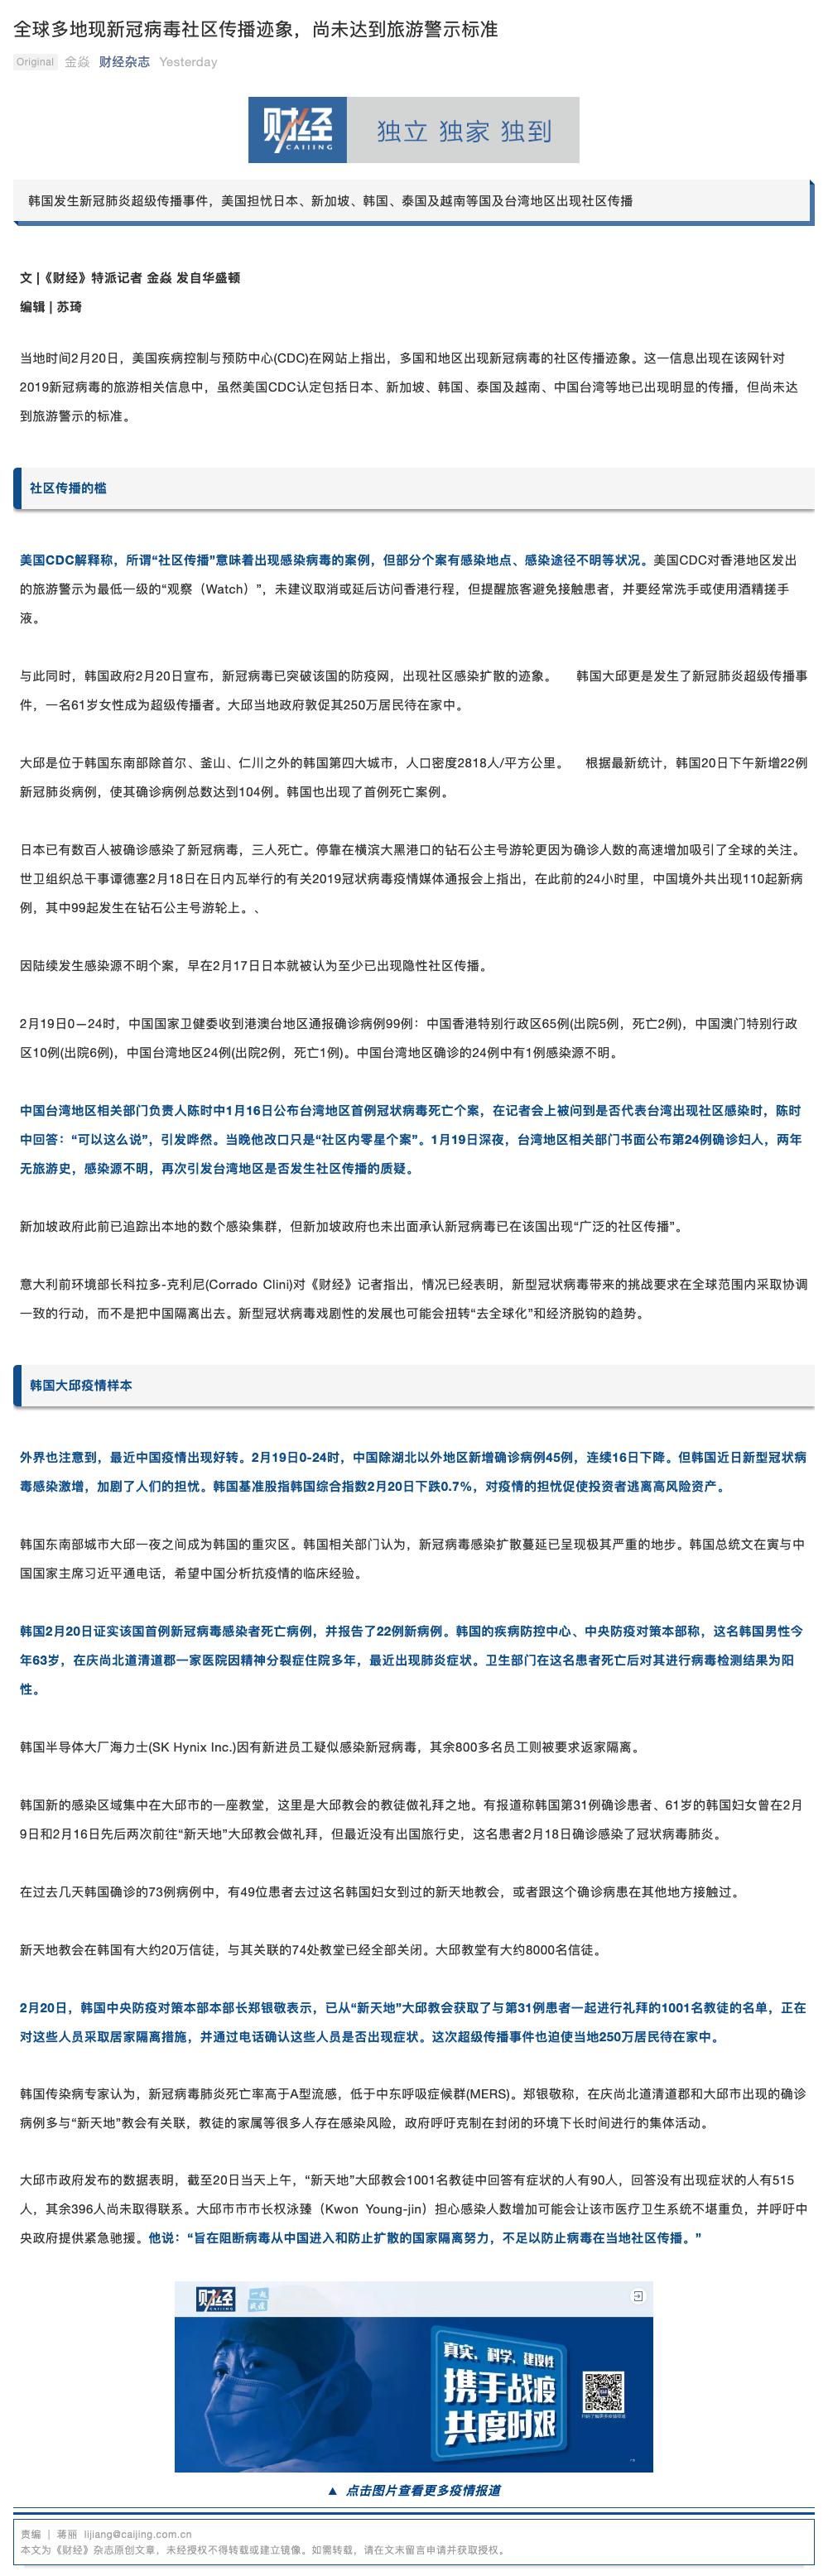 全球多地现新冠病毒社区传播迹象，尚未达到旅游警示标准
Original 金焱 财经杂志 Yesterday
财经 CAIJING 独立 独家 独到
韩国发生新冠肺炎超级传播事件，美国担忧日本、新加坡、韩国、泰国及越南等国及台湾地区出现社区传播
文 |《财经》特派记者 金焱 发自华盛顿
编辑 | 苏琦
当地时间2月20日，美国疾病控制与预防中心(CDC)在网站上指出，多国和地区出现新冠病毒的社区传播迹象。这一信息出现在该网针对
2019新冠病毒的旅游相关信息中，虽然美国CDC认定包括日本、新加坡、韩国、泰国及越南、中国台湾等地已出现明显的传播，但尚未达
到旅游警示的标准。
社区传播的槛
美国CDC解释称，所谓“社区传播”意味着出现感染病毒的案例，但部分个案有感染地点、感染途径不明等状况。美国CDC对香港地区发出
的旅游警示为最低一级的“观察（Watch）”，未建议取消或延后访问香港行程，但提醒旅客避免接触患者，并要经常洗手或使用酒精搓手
液。
与此同时，韩国政府2月20日宣布，新冠病毒已突破该国的防疫网，出现社区感染扩散的迹象。 韩国大邱更是发生了新冠肺炎超级传播事
件，一名61岁女性成为超级传播者。大邱当地政府敦促其250万居民待在家中。
大邱是位于韩国东南部除首尔、釜山、仁川之外的韩国第四大城市，人口密度2818人/平方公里。 根据最新统计，韩国20日下午新增22例
新冠肺炎病例，使其确诊病例总数达到104例。韩国也出现了首例死亡案例。
日本已有数百人被确诊感染了新冠病毒，三人死亡。停靠在横滨大黑港口的钻石公主号游轮更因为确诊人数的高速增加吸引了全球的关注。
世卫组织总干事谭德塞2月18日在日内瓦举行的有关2019冠状病毒疫情媒体通报会上指出，在此前的24小时里，中国境外共出现110起新病
例，其中99起发生在钻石公主号游轮上。、
因陆续发生感染源不明个案，早在2月17日日本就被认为至少已出现隐性社区传播。
2月19日0—24时，中国国家卫健委收到港澳台地区通报确诊病例99例：中国香港特别行政区65例(出院5例，死亡2例)，中国澳门特别行政
区10例(出院6例)，中国台湾地区24例(出院2例，死亡1例)。中国台湾地区确诊的24例中有1例感染源不明。
中国台湾地区相关部门负责人陈时中1月16日公布台湾地区首例冠状病毒死亡个案，在记者会上被问到是否代表台湾出现社区感染时，陈时
中回答：“可以这么说”，引发哗然。当晚他改口只是“社区内零星个案”。1月19日深夜，台湾地区相关部门书面公布第24例确诊妇人，两年
无旅游史，感染源不明，再次引发台湾地区是否发生社区传播的质疑。
新加坡政府此前已追踪出本地的数个感染集群，但新加坡政府也未出面承认新冠病毒已在该国出现“广泛的社区传播”。
意大利前环境部长科拉多-克利尼(Corrado Clini)对《财经》记者指出，情况已经表明，新型冠状病毒带来的挑战要求在全球范围内采取协调
一致的行动，而不是把中国隔离出去。新型冠状病毒戏剧性的发展也可能会扭转“去全球化”和经济脱钩的趋势。
韩国大邱疫情样本
外界也注意到，最近中国疫情出现好转。2月19日0-24时，中国除湖北以外地区新增确诊病例45例，连续16日下降。但韩国近日新型冠状病
毒感染激增，加剧了人们的担忧。韩国基准股指韩国综合指数2月20日下跌0.7%，对疫情的担忧促使投资者逃离高风险资产。
韩国东南部城市大邱一夜之间成为韩国的重灾区。韩国相关部门认为，新冠病毒感染扩散蔓延已呈现极其严重的地步。韩国总统文在寅与中
国国家主席习近平通电话，希望中国分析抗疫情的临床经验。
韩国2月20日证实该国首例新冠病毒感染者死亡病例，并报告了22例新病例。韩国的疾病防控中心、中央防疫对策本部称，这名韩国男性今
年63岁，在庆尚北道清道郡一家医院因精神分裂症住院多年，最近出现肺炎症状。卫生部门在这名患者死亡后对其进行病毒检测结果为阳
性。
韩国半导体大厂海力士(SK Hynix Inc.)因有新进员工疑似感染新冠病毒，其余800多名员工则被要求返家隔离。
韩国新的感染区域集中在大邱市的一座教堂，这里是大邱教会的教徒做礼拜之地。有报道称韩国第31例确诊患者、61岁的韩国妇女曾在2月
9日和2月16日先后两次前往“新天地”大邱教会做礼拜，但最近没有出国旅行史，这名患者2月18日确诊感染了冠状病毒肺炎。
在过去几天韩国确诊的73例病例中，有49位患者去过这名韩国妇女到过的新天地教会，或者跟这个确诊病患在其他地方接触过。
新天地教会在韩国有大约20万信徒，与其关联的74处教堂已经全部关闭。大邱教堂有大约8000名信徒。
2月20日，韩国中央防疫对策本部本部长郑银敬表示，已从“新天地”大邱教会获取了与第31例患者一起进行礼拜的1001名教徒的名单，正在
对这些人员采取居家隔离措施，并通过电话确认这些人员是否出现症状。这次超级传播事件也迫使当地250万居民待在家中。
韩国传染病专家认为，新冠病毒肺炎死亡率高于A型流感，低于中东呼吸症候群(MERS)。郑银敬称，在庆尚北道清道郡和大邱市出现的确诊
病例多与“新天地”教会有关联，教徒的家属等很多人存在感染风险，政府呼吁克制在封闭的环境下长时间进行的集体活动。
大邱市政府发布的数据表明，截至20日当天上午，“新天地”大邱教会1001名教徒中回答有症状的人有90人，回答没有出现症状的人有515
人，其余396人尚未取得联系。大邱市市市长权泳臻（Kwon Young-jin）担心感染人数增加可能会让该市医疗卫生系统不堪重负，并呼吁中
央政府提供紧急驰援。他说：“旨在阻断病毒从中国进入和防止扩散的国家隔离努力，不足以防止病毒在当地社区传播。”
财经 CAIJING 一起战疫
真实、科学、建设性
携手战疫
共度时艰
▲ 点击图片查看更多疫情报道
责编 | 蒋丽 lijiang@caijing.com.cn
本文为《财经》杂志原创文章，未经授权不得转载或建立镜像。如需转载，请在文末留言申请并获取授权。